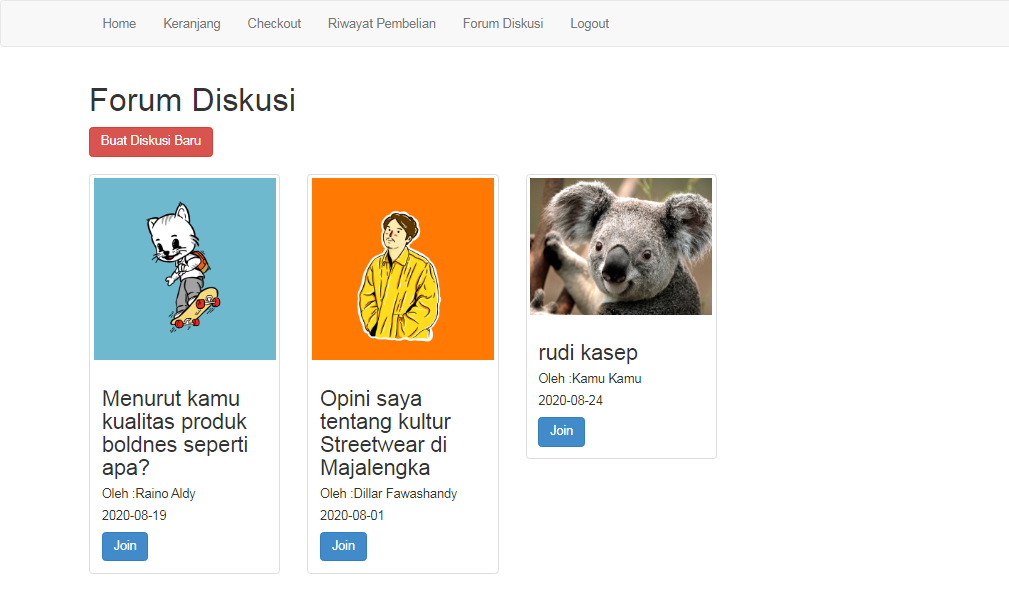 Home Keranjang Checkout Riwayat Pembelian Forum Diskusi Logout
Forum Diskusi
Buat Diskusi Baru
Menurut kamu
kualitas produk
boldnes seperti
apa?
Oleh :Raino Aldy
2020-08-19
Join
Opini saya
tentang kultur
Streetwear di
Majalengka
Oleh :Dillar Fawashandy
2020-08-01
Join
rudi kasep
Oleh :Kamu Kamu
2020-08-24
Join